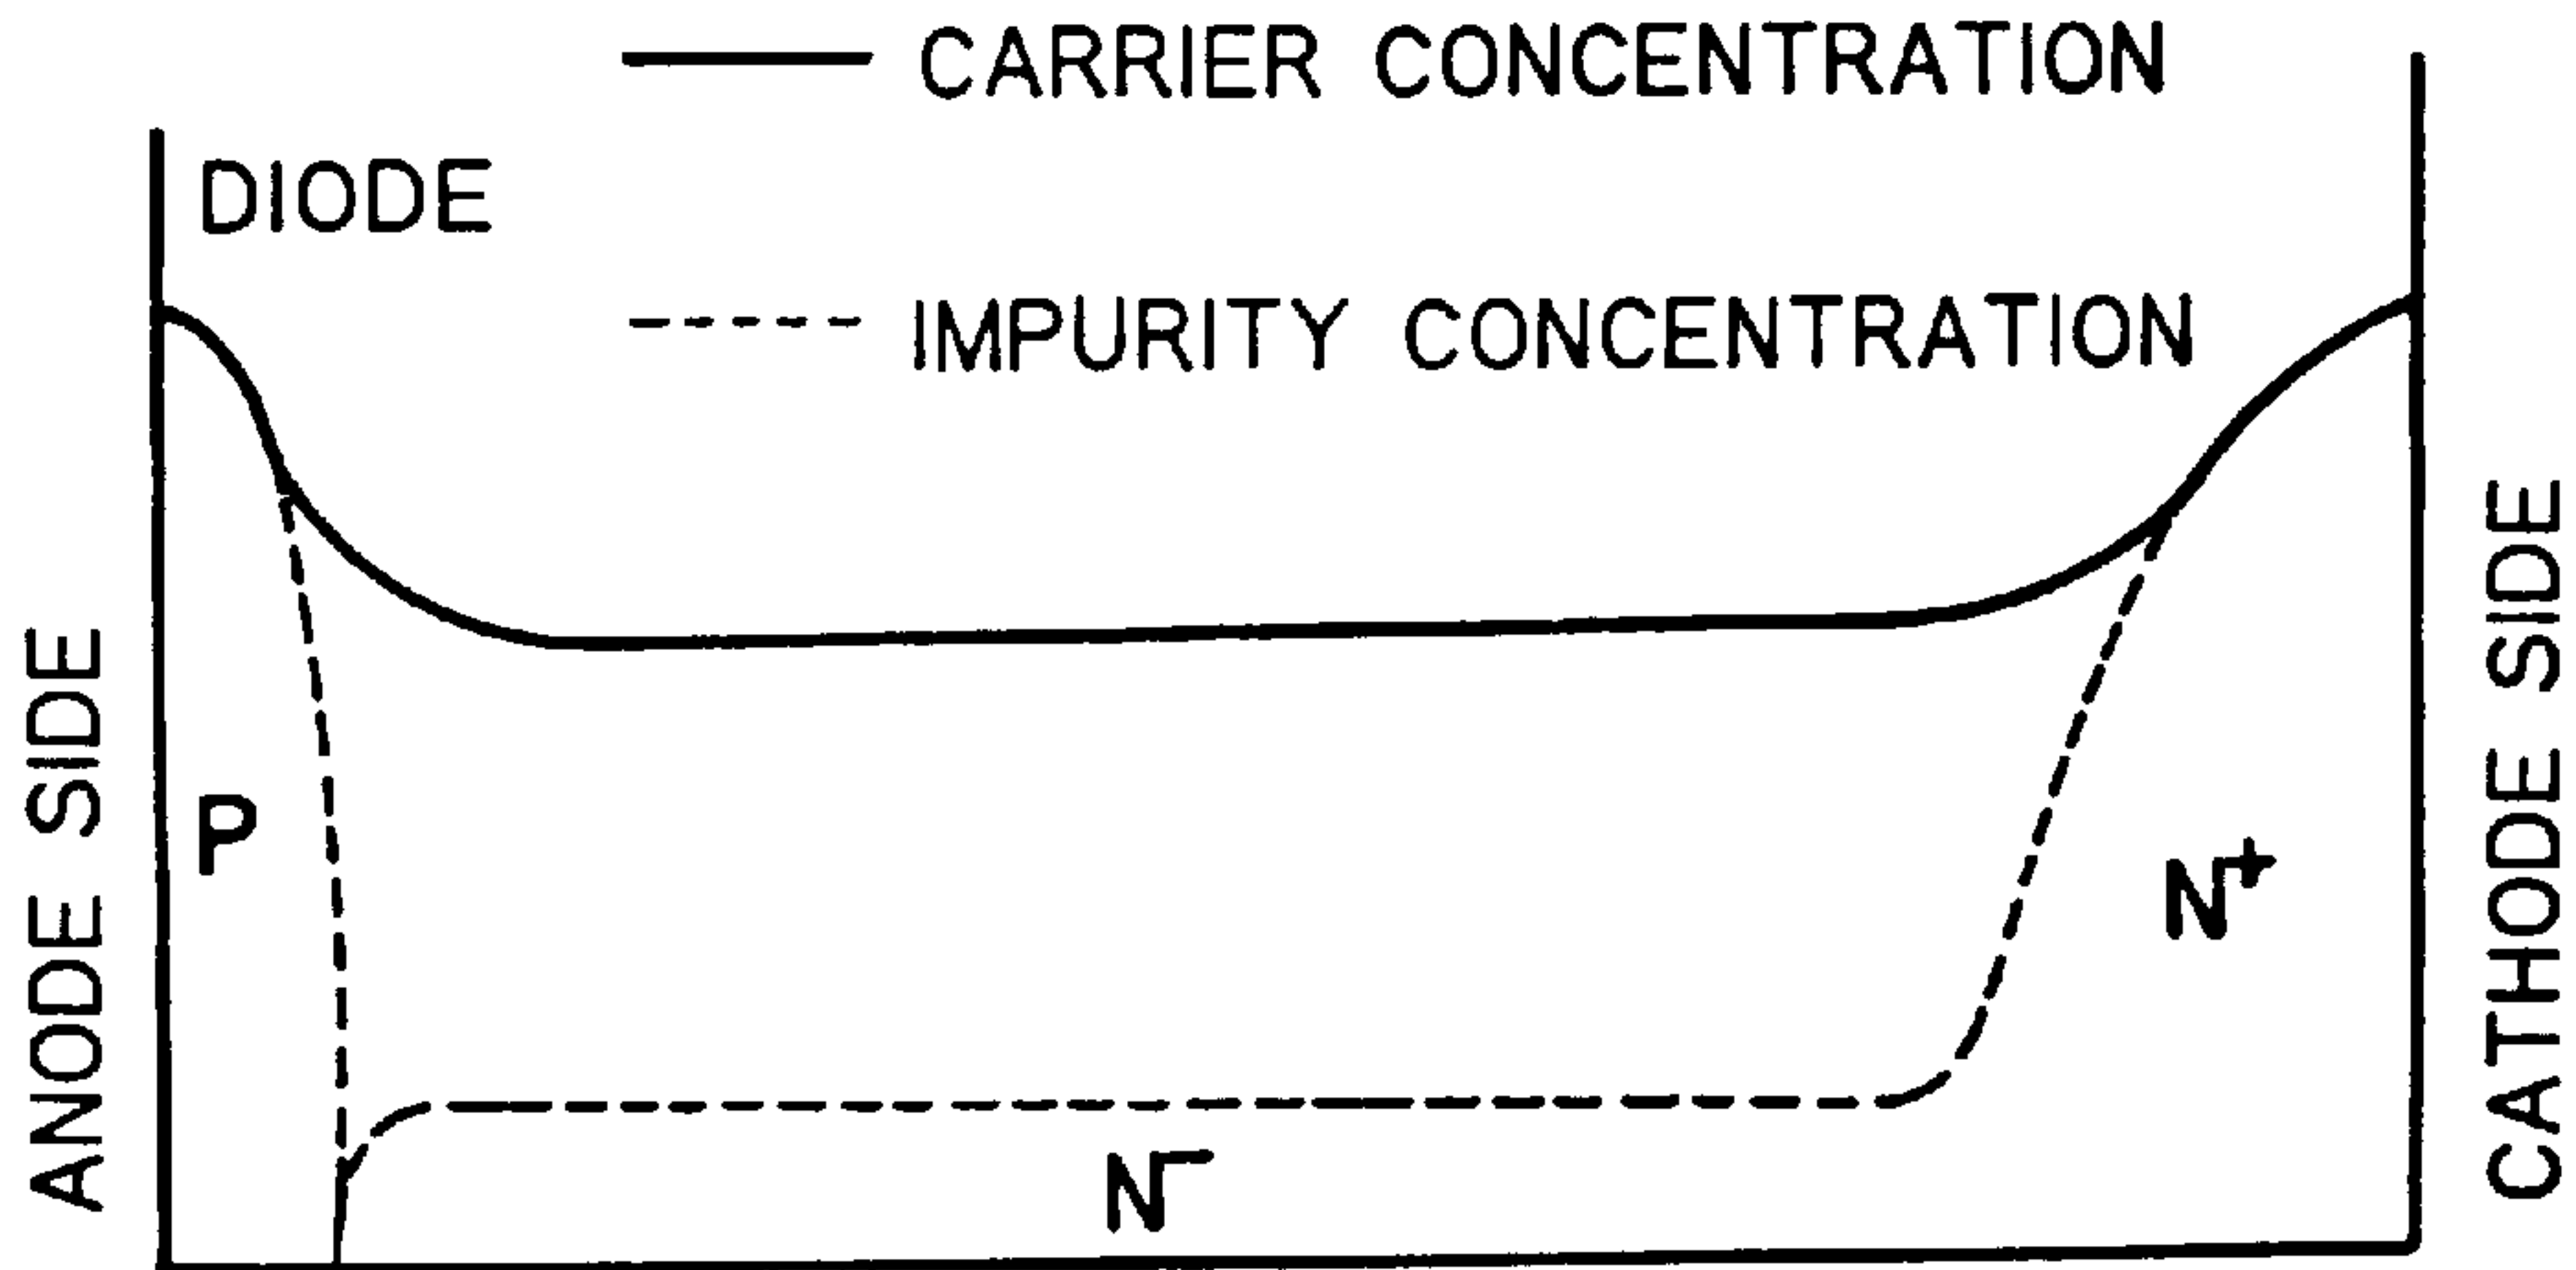 CARRIER CONCENTRATION
DIODE
IMPURITY CONCENTRATION
ANODE SIDE
P
N⁻
N⁺
CATHODE SIDE